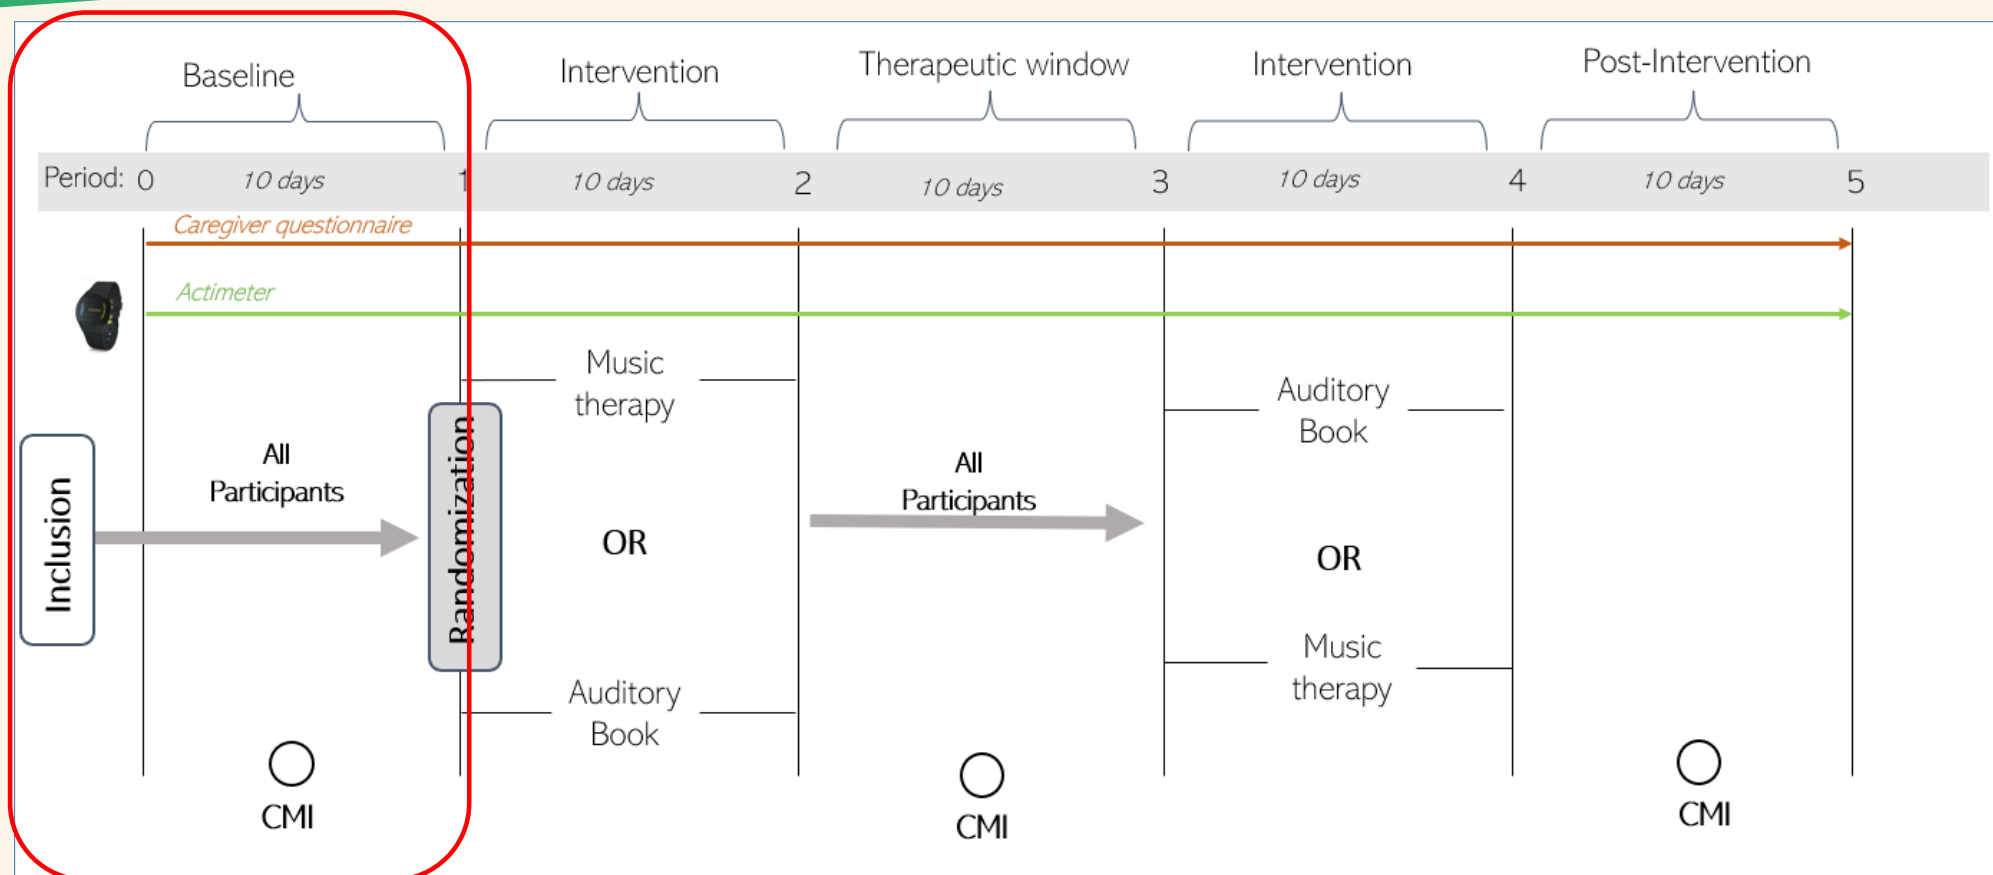 Baseline
Intervention
Therapeutic window
Intervention
Post-Intervention
Period: 0 10 days 1 10 days 2 10 days 3 10 days 4 10 days 5
Caregiver questionnaire
Actimeter
Inclusion
All
Participants
Randomization
Music
therapy
OR
Auditory
Book
All
Participants
Auditory
Book
OR
Music
therapy
CMI
CMI
CMI